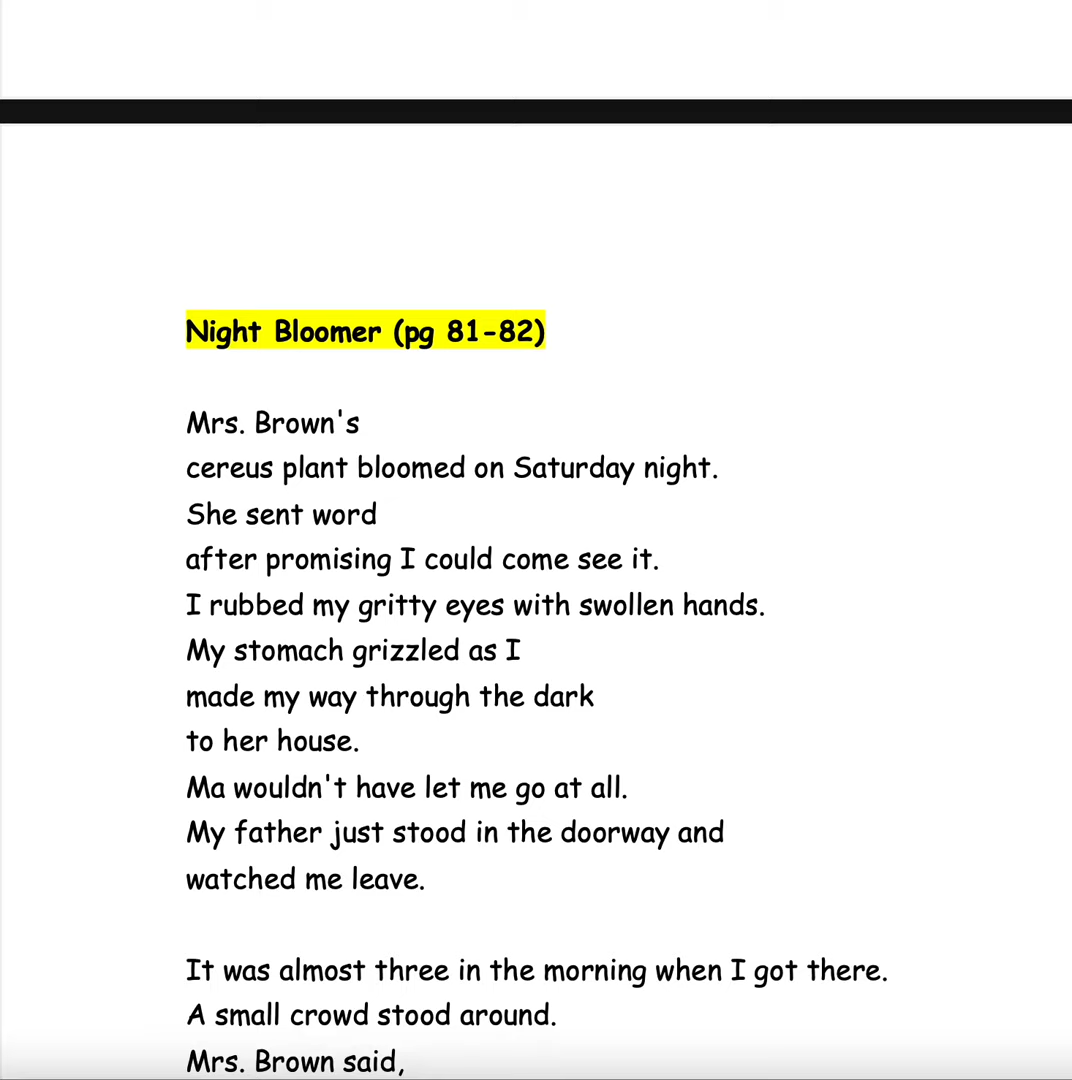 Night Bloomer (pg 81-82)
Mrs. Brown's
cereus plant bloomed on Saturday night.
She sent word
after promising I could come see it.
I rubbed my gritty eyes with swollen hands.
My stomach grizzled as I
made my way through the dark
to her house.
Ma wouldn't have let me go at all.
My father just stood in the doorway and
watched me leave.
It was almost three in the morning when I got there.
A small crowd stood around.
Mrs. Brown said,